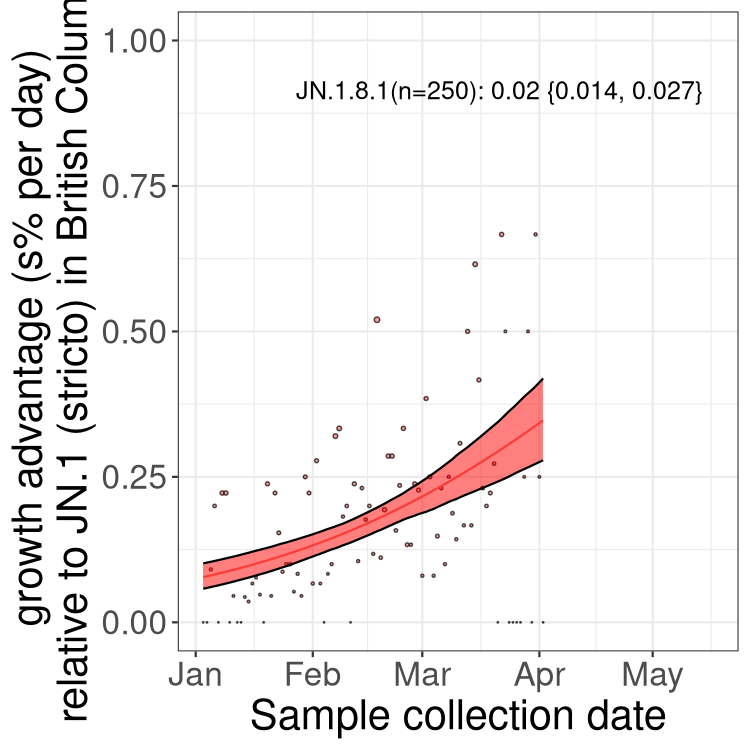 growth advantage (s% per day)
relative to JN.1 (stricto) in British Colum
1.00
0.75
0.50
0.25
0.00
JN.1.8.1(n=250): 0.02 {0.014, 0.027}
Jan Feb Mar Apr May
Sample collection date